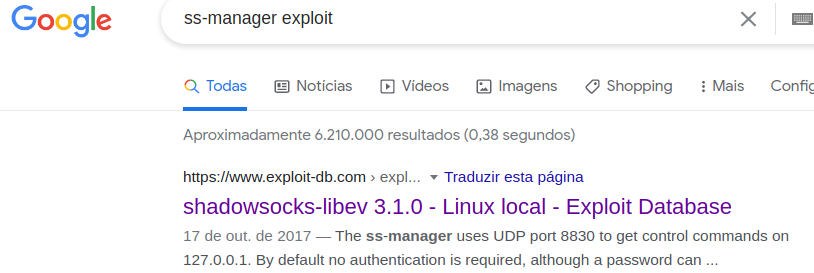 Google ss-manager exploit
Todas Notícias Vídeos Imagens Shopping Mais Config
Aproximadamente 6.210.000 resultados (0,38 segundos)
https://www.exploit-db.com › expl... Traduzir esta página
shadowsocks-libev 3.1.0 - Linux local - Exploit Database
17 de out. de 2017 — The ss-manager uses UDP port 8830 to get control commands on
127.0.0.1. By default no authentication is required, although a password can ...